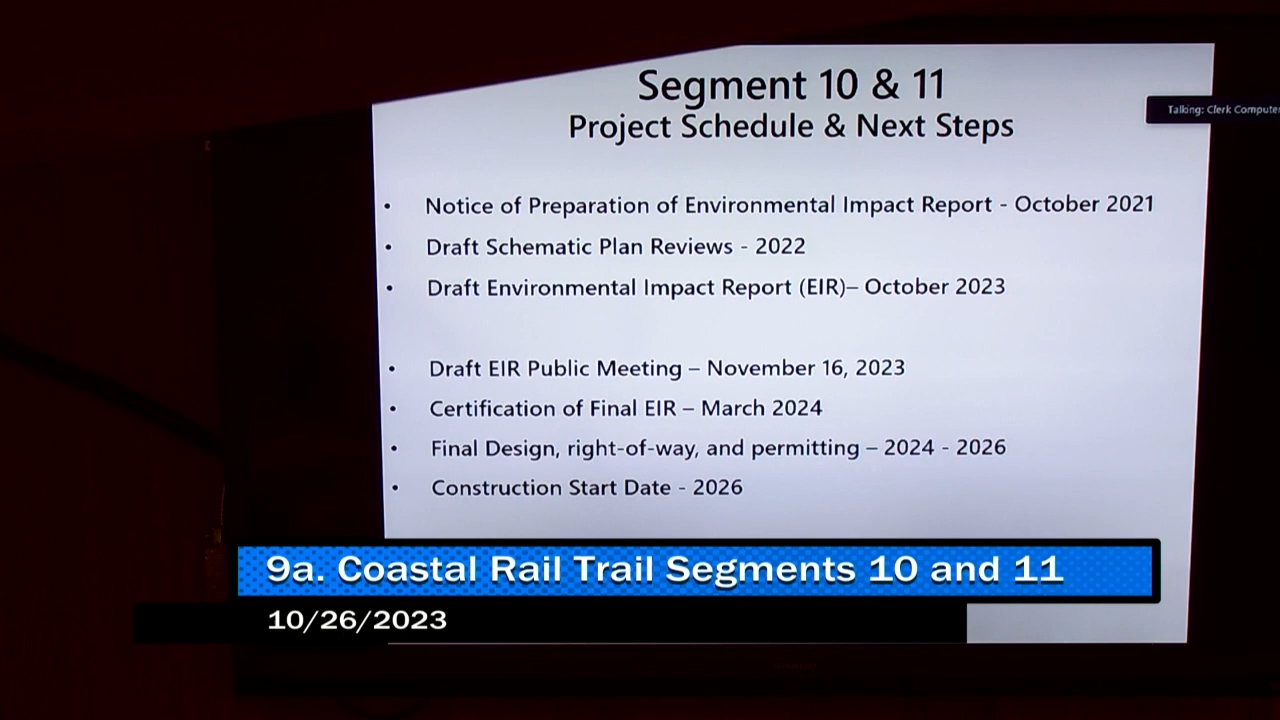 Segment 10 & 11
Project Schedule & Next Steps
Talking: Clerk Computer
• Notice of Preparation of Environmental Impact Report - October 2021
• Draft Schematic Plan Reviews - 2022
• Draft Environmental Impact Report (EIR)– October 2023
• Draft EIR Public Meeting – November 16, 2023
• Certification of Final EIR – March 2024
• Final Design, right-of-way, and permitting – 2024 - 2026
• Construction Start Date - 2026
9a. Coastal Rail Trail Segments 10 and 11
10/26/2023